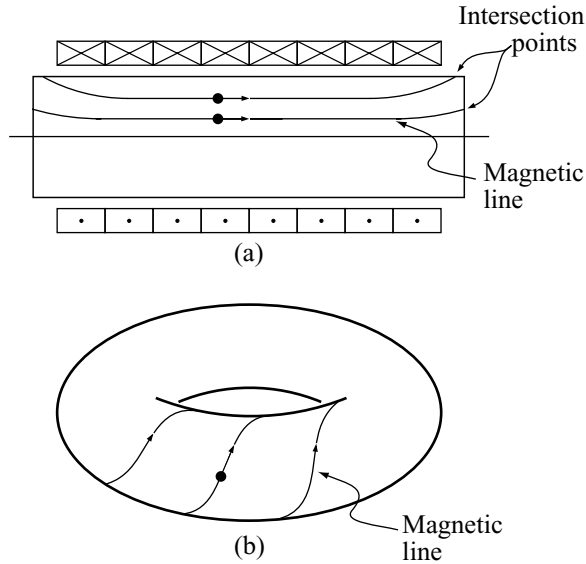 Intersection
points
Magnetic
line
(a)
Magnetic
line
(b)